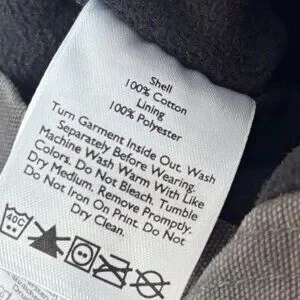 Shell
100% Cotton
Lining
100% Polyester
Turn Garment Inside Out. Wash
Separately Before Wearing.
Machine Wash Warm With Like
Colors. Do Not Bleach. Tumble
Dry Medium. Remove Promptly.
Do Not Iron On Print. Do Not
Dry Clean.
40C